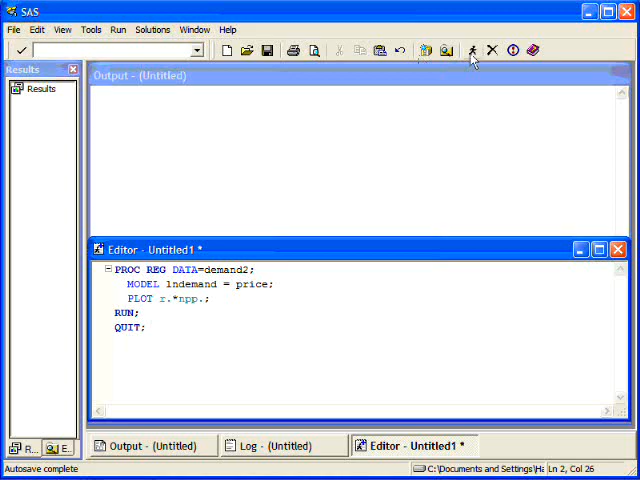 SAS
File Edit View Tools Run Solutions Window Help
Results
Output - (Untitled)
Results
Editor - Untitled1 *
PROC REG DATA=demand2;
MODEL lndemand = price;
PLOT r.*npp.;
RUN;
QUIT;
R... E... Output - (Untitled) Log - (Untitled) Editor - Untitled1 *
Autosave complete C:\Documents and Settings\Ha Ln 2, Col 26